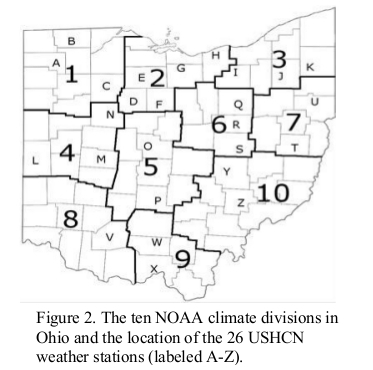 B
H
3
A
1
E
2
G
I
J
K
C
D
F
Q
U
N
6
R
7
O
S
T
L
4
M
5
Y
P
Z
10
8
V
W
9
X
Figure 2. The ten NOAA climate divisions in
Ohio and the location of the 26 USHCN
weather stations (labeled A-Z).